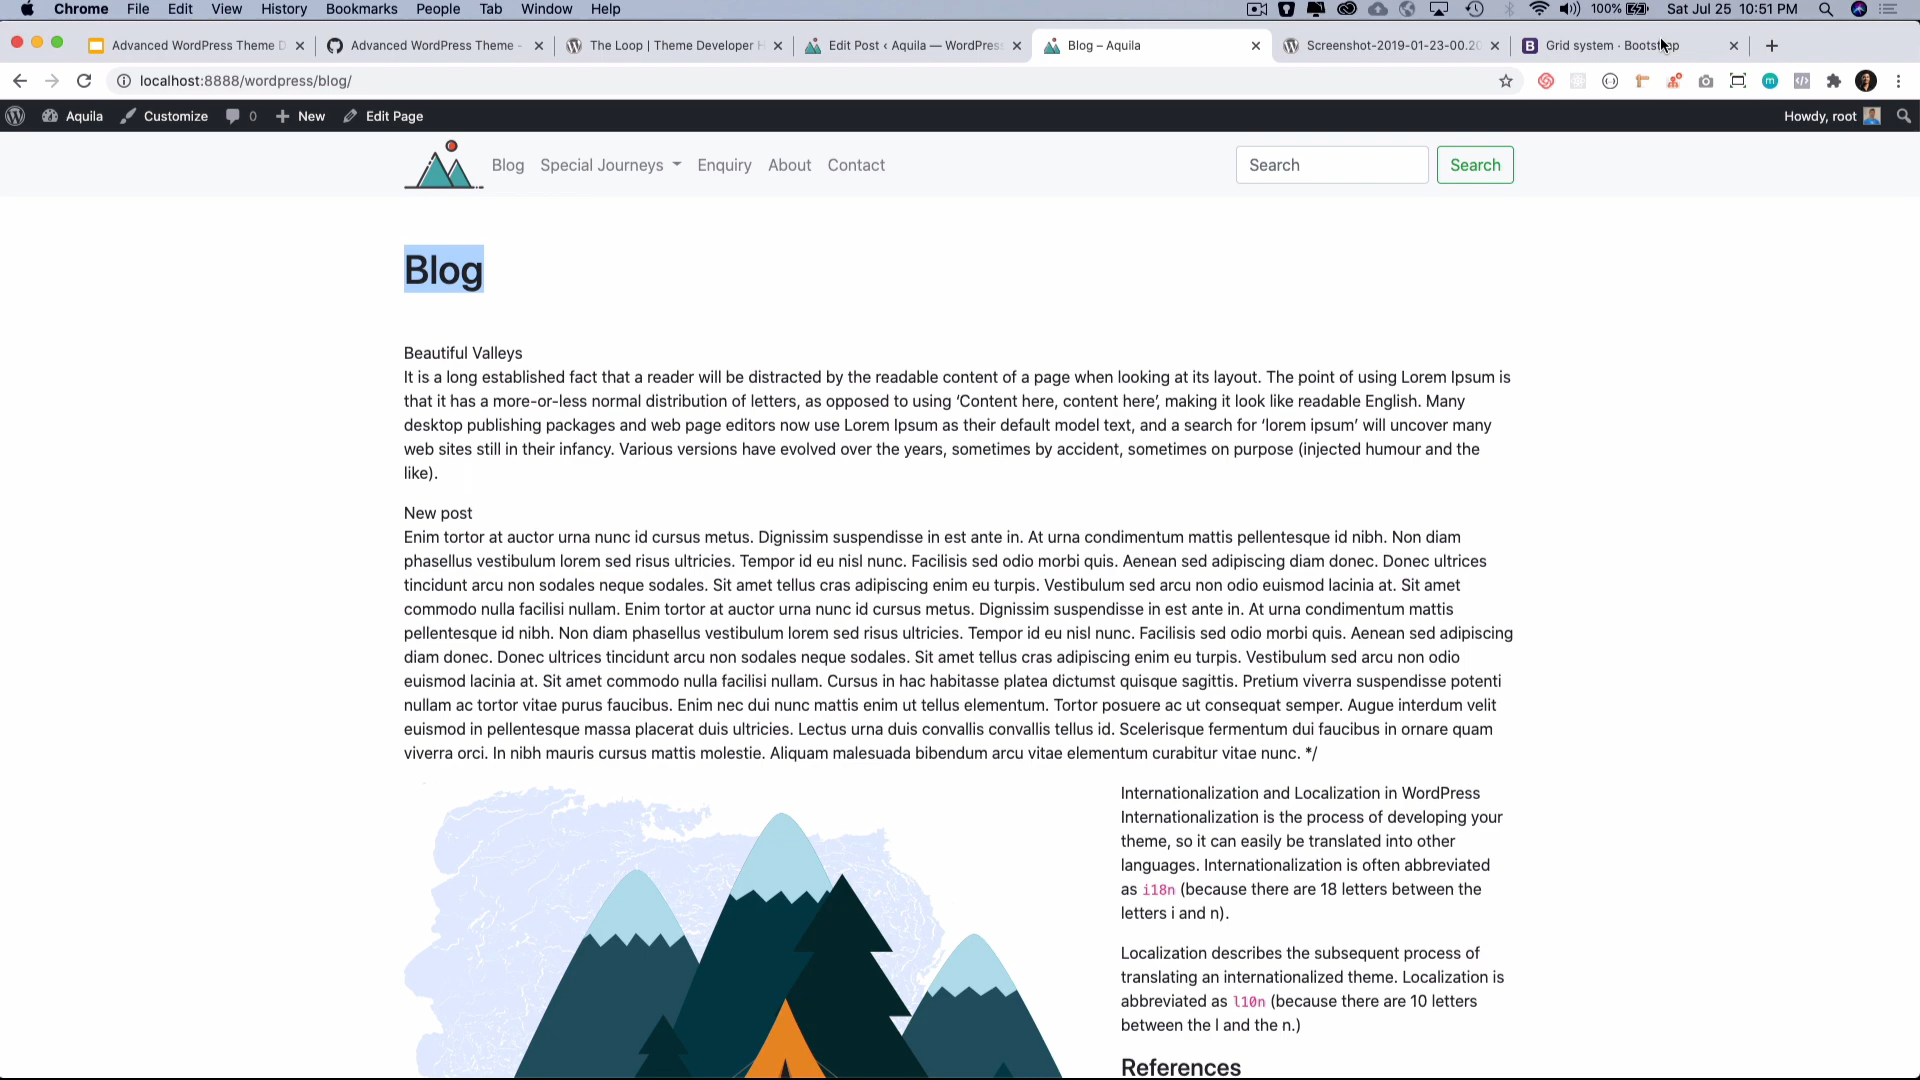 Chrome File Edit View History Bookmarks People Tab Window Help 100% Sat Jul 25 10:51 PM
Advanced WordPress Theme D Advanced WordPress Theme - The Loop | Theme Developer H Edit Post ‹ Aquila — WordPress Blog – Aquila Screenshot-2019-01-23-00.20 Grid system · Bootstrap
localhost:8888/wordpress/blog/
Aquila Customize 0 New Edit Page Howdy, root
Blog Special Journeys Enquiry About Contact Search Search
Blog
Beautiful Valleys
It is a long established fact that a reader will be distracted by the readable content of a page when looking at its layout. The point of using Lorem Ipsum is
that it has a more-or-less normal distribution of letters, as opposed to using ‘Content here, content here’, making it look like readable English. Many
desktop publishing packages and web page editors now use Lorem Ipsum as their default model text, and a search for ‘lorem ipsum’ will uncover many
web sites still in their infancy. Various versions have evolved over the years, sometimes by accident, sometimes on purpose (injected humour and the
like).
New post
Enim tortor at auctor urna nunc id cursus metus. Dignissim suspendisse in est ante in. At urna condimentum mattis pellentesque id nibh. Non diam
phasellus vestibulum lorem sed risus ultricies. Tempor id eu nisl nunc. Facilisis sed odio morbi quis. Aenean sed adipiscing diam donec. Donec ultrices
tincidunt arcu non sodales neque sodales. Sit amet tellus cras adipiscing enim eu turpis. Vestibulum sed arcu non odio euismod lacinia at. Sit amet
commodo nulla facilisi nullam. Enim tortor at auctor urna nunc id cursus metus. Dignissim suspendisse in est ante in. At urna condimentum mattis
pellentesque id nibh. Non diam phasellus vestibulum lorem sed risus ultricies. Tempor id eu nisl nunc. Facilisis sed odio morbi quis. Aenean sed adipiscing
diam donec. Donec ultrices tincidunt arcu non sodales neque sodales. Sit amet tellus cras adipiscing enim eu turpis. Vestibulum sed arcu non odio
euismod lacinia at. Sit amet commodo nulla facilisi nullam. Cursus in hac habitasse platea dictumst quisque sagittis. Pretium viverra suspendisse potenti
nullam ac tortor vitae purus faucibus. Enim nec dui nunc mattis enim ut tellus elementum. Tortor posuere ac ut consequat semper. Augue interdum velit
euismod in pellentesque massa placerat duis ultricies. Lectus urna duis convallis convallis tellus id. Scelerisque fermentum dui faucibus in ornare quam
viverra orci. In nibh mauris cursus mattis molestie. Aliquam malesuada bibendum arcu vitae elementum curabitur vitae nunc. */
Internationalization and Localization in WordPress
Internationalization is the process of developing your
theme, so it can easily be translated into other
languages. Internationalization is often abbreviated
as i18n (because there are 18 letters between the
letters i and n).
Localization describes the subsequent process of
translating an internationalized theme. Localization is
abbreviated as l10n (because there are 10 letters
between the l and the n.)
References